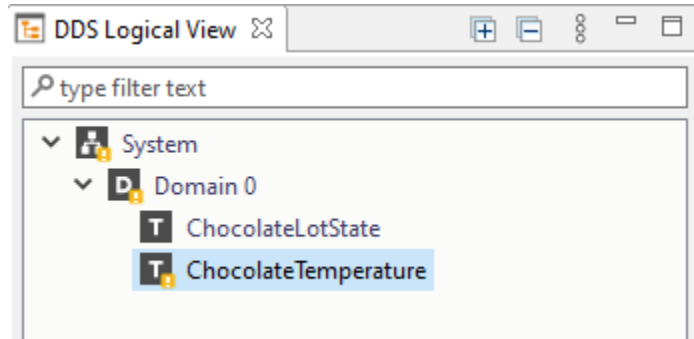 DDS Logical View
type filter text
System
D Domain 0
T ChocolateLotState
T ChocolateTemperature